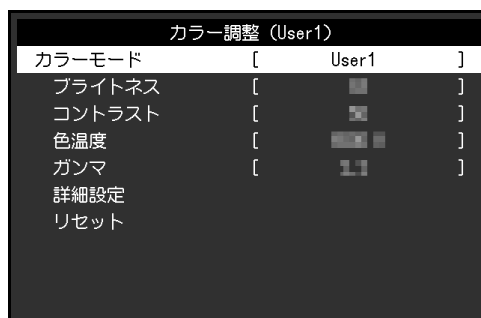 カラー調整 (User1)
カラーモード [ User1 ]
ブライトネス [ ]
コントラスト [ ]
色温度 [ ]
ガンマ [ ]
詳細設定
リセット